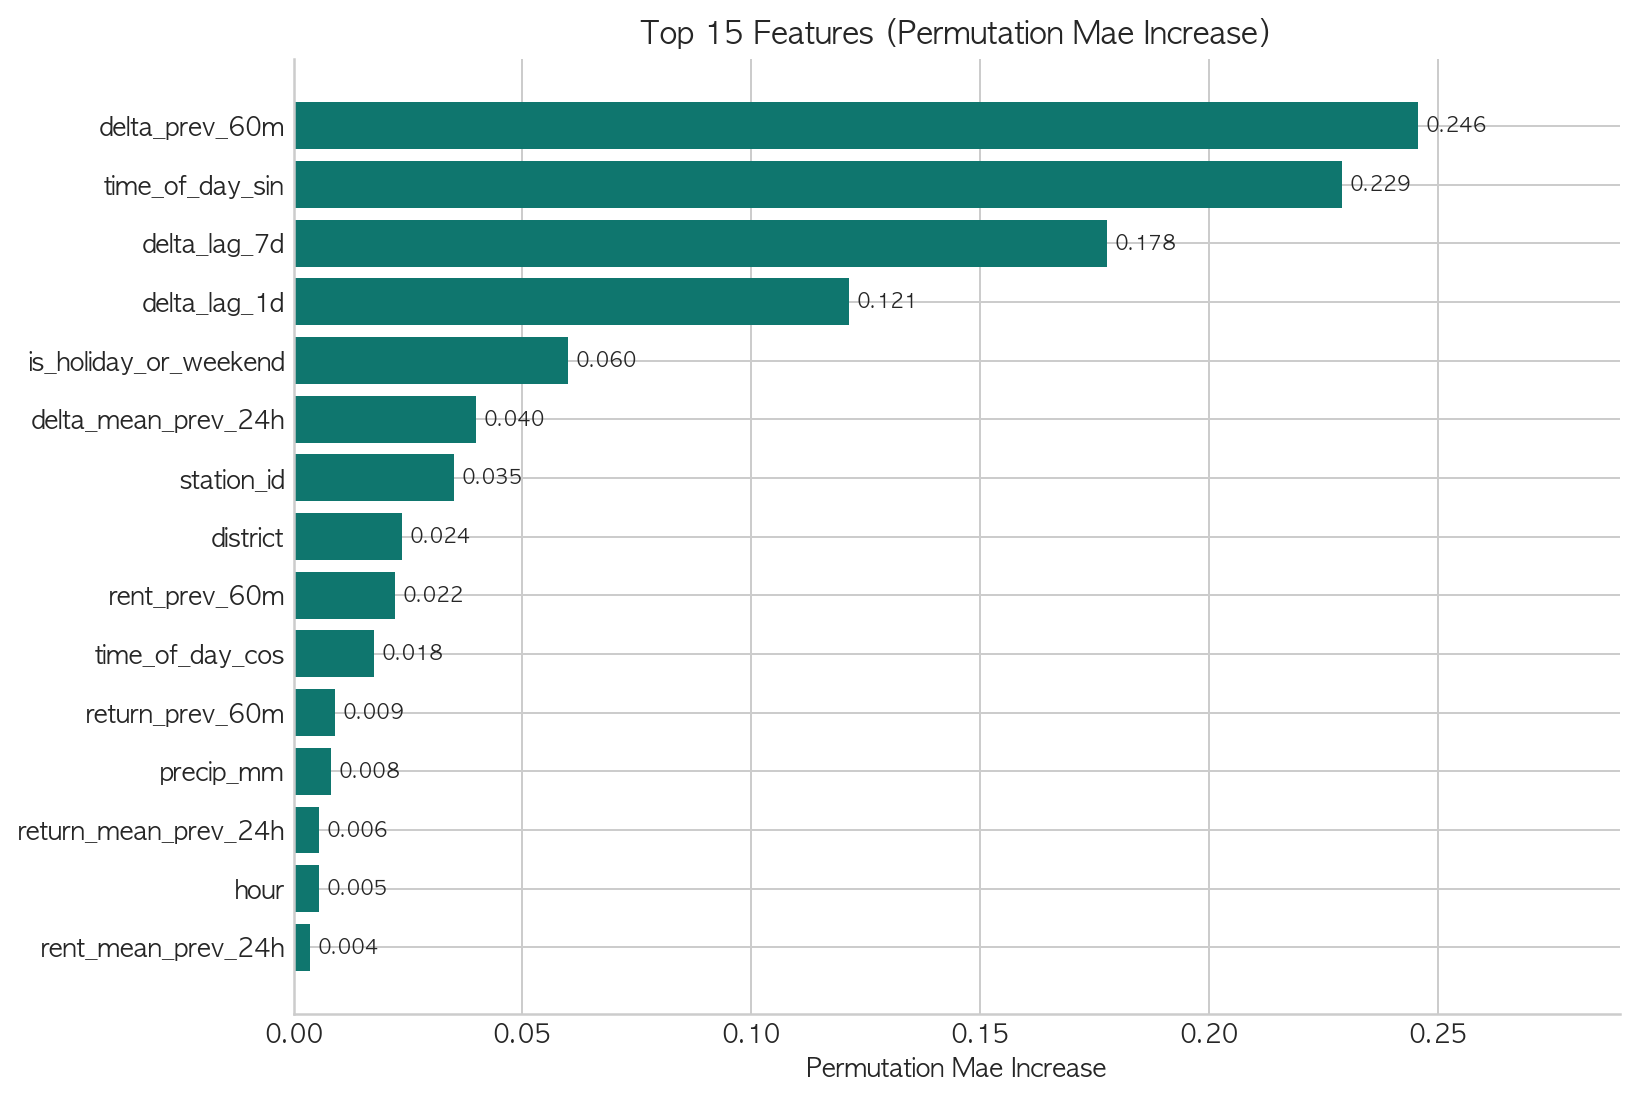 Top 15 Features (Permutation Mae Increase)
delta_prev_60m 0.246
time_of_day_sin 0.229
delta_lag_7d 0.178
delta_lag_1d 0.121
is_holiday_or_weekend 0.060
delta_mean_prev_24h 0.040
station_id 0.035
district 0.024
rent_prev_60m 0.022
time_of_day_cos 0.018
return_prev_60m 0.009
precip_mm 0.008
return_mean_prev_24h 0.006
hour 0.005
rent_mean_prev_24h 0.004
0.00 0.05 0.10 0.15 0.20 0.25
Permutation Mae Increase